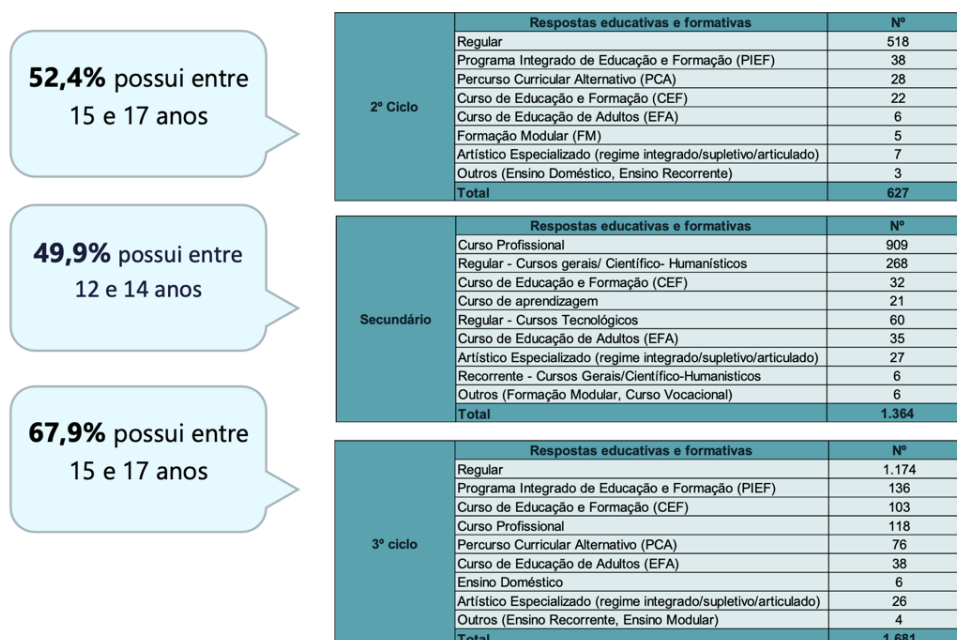 52,4% possui entre
15 e 17 anos
49,9% possui entre
12 e 14 anos
67,9% possui entre
15 e 17 anos
2º Ciclo
Respostas educativas e formativas Nº
Regular 518
Programa Integrado de Educação e Formação (PIEF) 38
Percurso Curricular Alternativo (PCA) 28
Curso de Educação e Formação (CEF) 22
Curso de Educação de Adultos (EFA) 6
Formação Modular (FM) 5
Artístico Especializado (regime integrado/supletivo/articulado) 7
Outros (Ensino Doméstico, Ensino Recorrente) 3
Total 627
Secundário
Respostas educativas e formativas Nº
Curso Profissional 909
Regular - Cursos gerais/ Científico- Humanísticos 268
Curso de Educação e Formação (CEF) 32
Curso de aprendizagem 21
Regular - Cursos Tecnológicos 60
Curso de Educação de Adultos (EFA) 35
Artístico Especializado (regime integrado/supletivo/articulado) 27
Recorrente - Cursos Gerais/Científico-Humanisticos 6
Outros (Formação Modular, Curso Vocacional) 6
Total 1.364
3º ciclo
Respostas educativas e formativas Nº
Regular 1.174
Programa Integrado de Educação e Formação (PIEF) 136
Curso de Educação e Formação (CEF) 103
Curso Profissional 118
Percurso Curricular Alternativo (PCA) 76
Curso de Educação de Adultos (EFA) 38
Ensino Doméstico 6
Artístico Especializado (regime integrado/supletivo/articulado) 26
Outros (Ensino Recorrente, Ensino Modular) 4
Total 1.681